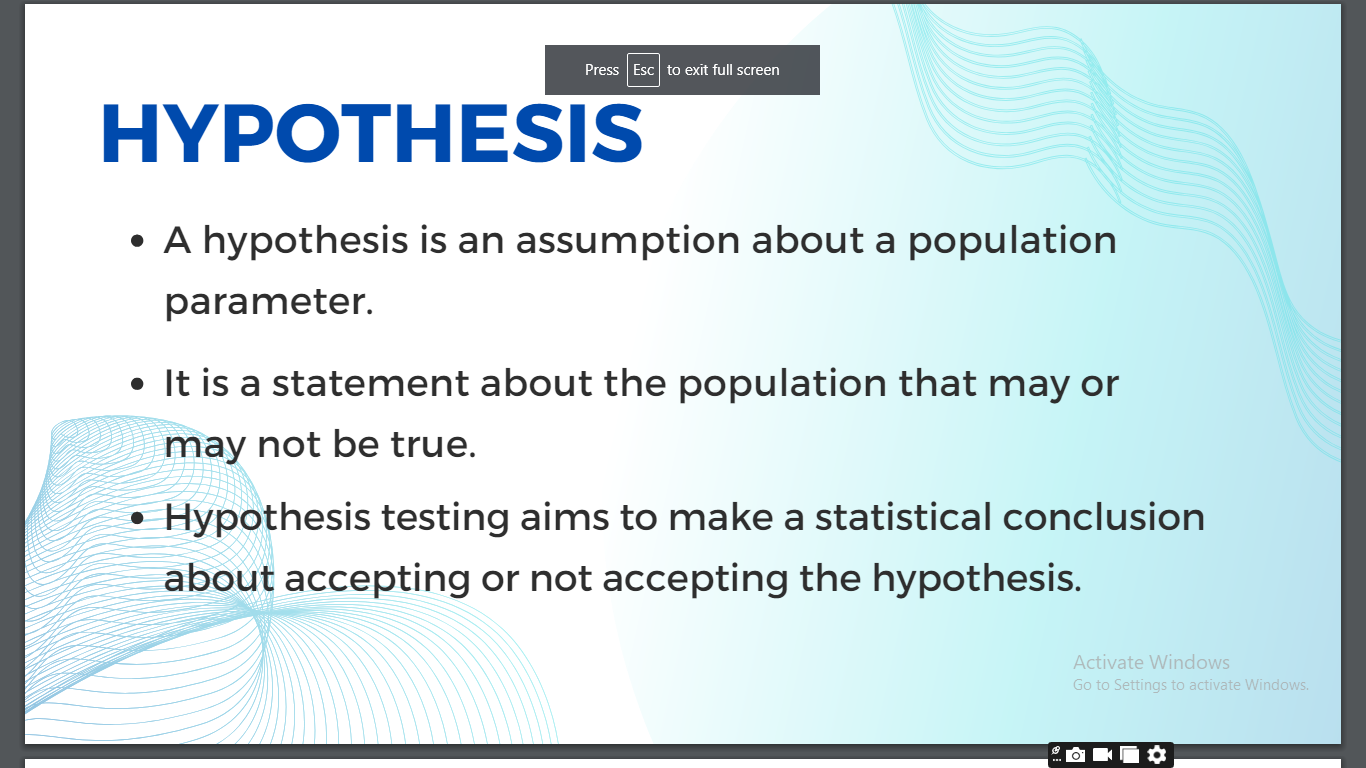 Press Esc to exit full screen
HYPOTHESIS
• A hypothesis is an assumption about a population
parameter.
• It is a statement about the population that may or
may not be true.
• Hypothesis testing aims to make a statistical conclusion
about accepting or not accepting the hypothesis.
Activate Windows
Go to Settings to activate Windows.